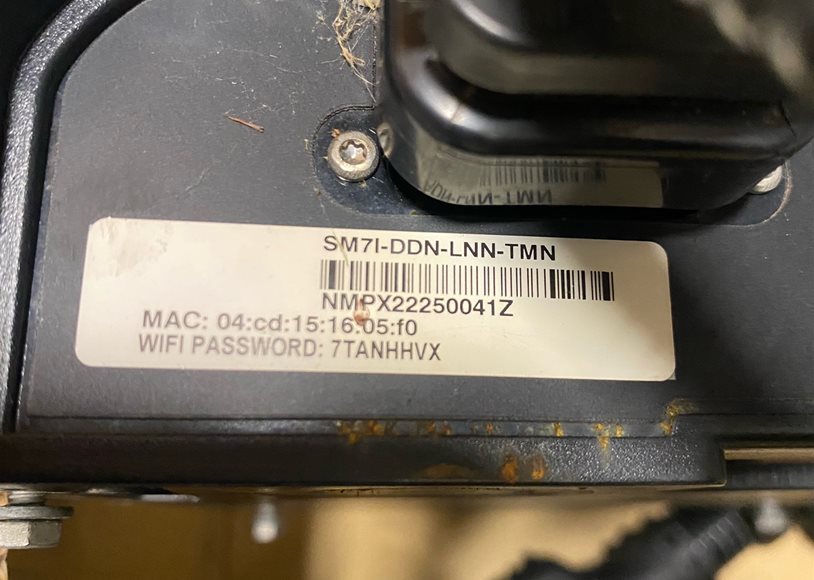 SM7I-DDN-LNN-TMN
NMPX22250041Z
MAC: 04:cd:15:16:05:f0
WIFI PASSWORD: 7TANHHVX